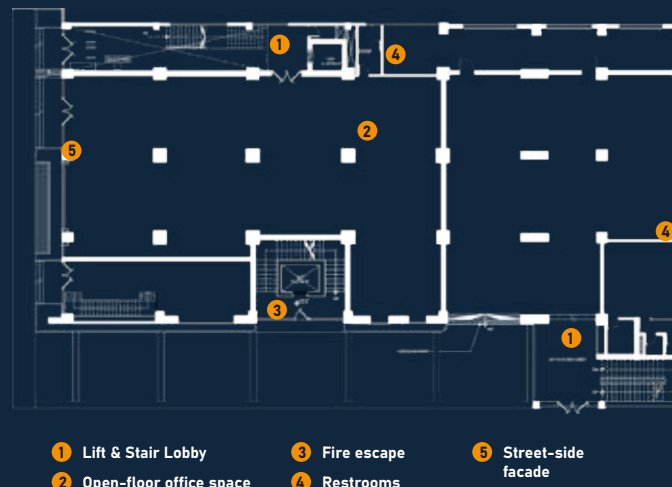 1
4
2
5
4
3
1
1 Lift & Stair Lobby
3 Fire escape
5 Street-side
facade
2 Open-floor office space
4 Restrooms